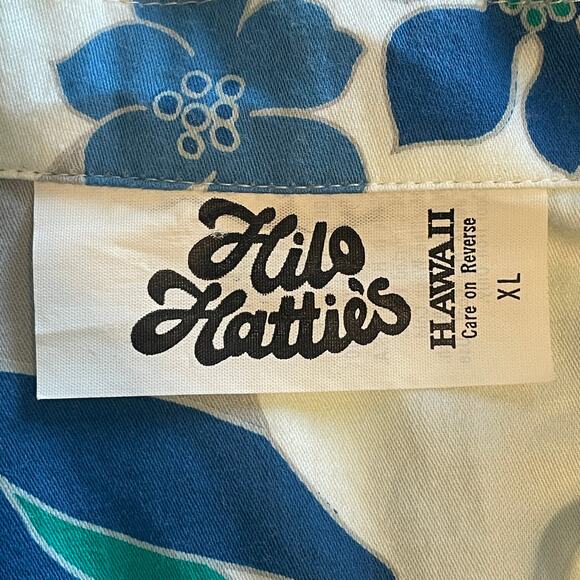 Hilo
Hattie's
HAWAII
Care on Reverse
XL